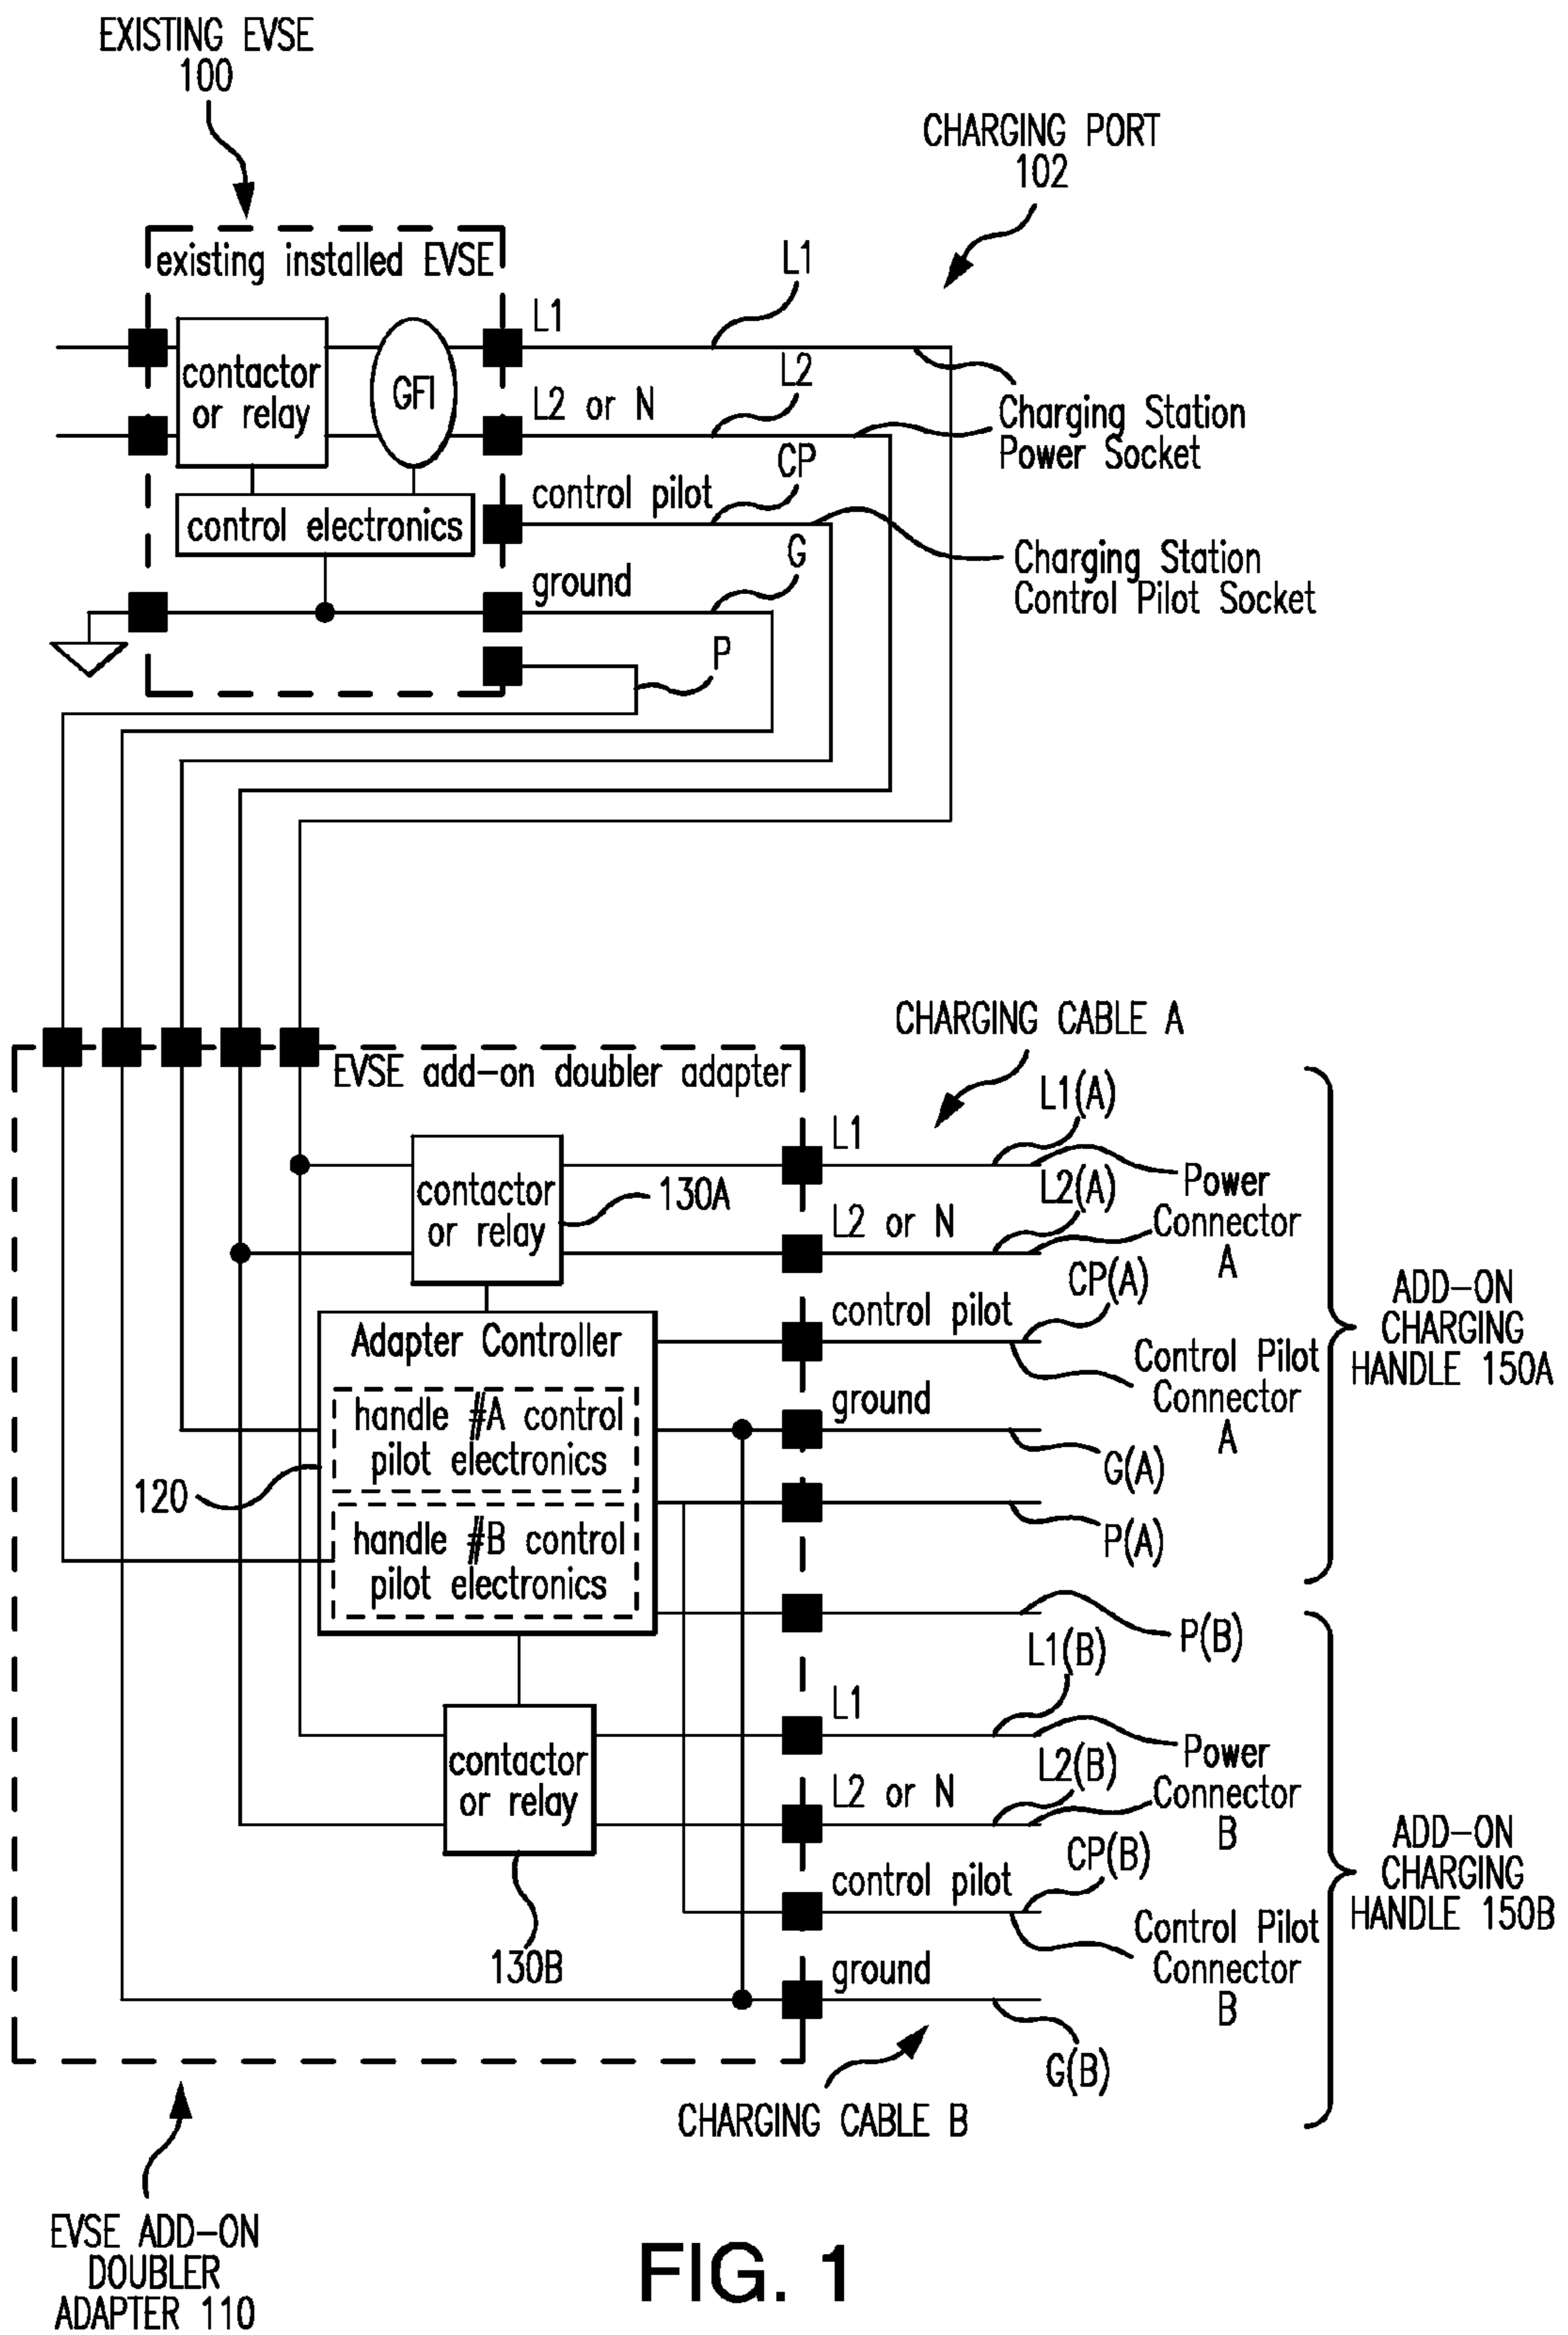 EXISTING EVSE
100
CHARGING PORT
102
existing installed EVSE
L1
L1
contactor
or relay
GFI
L2 or N
L2
Charging Station
Power Socket
control pilot
CP
control electronics
Charging Station
Control Pilot Socket
ground
G
P
CHARGING CABLE A
EVSE add-on doubler adapter
L1
L1(A)
contactor
or relay
130A
Power
Connector
A
L2 or N
L2(A)
control pilot
CP(A)
Adapter Controller
Control Pilot
Connector
A
ADD-ON
CHARGING
HANDLE 150A
handle #A control
pilot electronics
ground
G(A)
120
handle #B control
pilot electronics
P(A)
P(B)
L1
L1(B)
Power
Connector
B
contactor
or relay
L2 or N
L2(B)
control pilot
CP(B)
ADD-ON
CHARGING
HANDLE 150B
Control Pilot
Connector
B
130B
ground
G(B)
CHARGING CABLE B
EVSE ADD-ON
DOUBLER
ADAPTER 110
FIG. 1